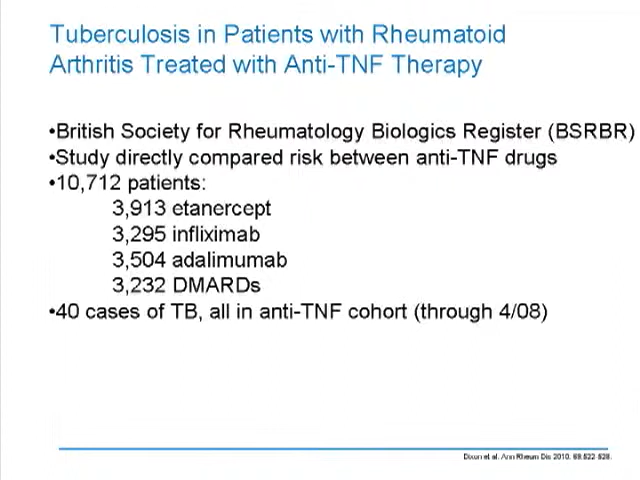 Tuberculosis in Patients with Rheumatoid
Arthritis Treated with Anti-TNF Therapy
•British Society for Rheumatology Biologics Register (BSRBR)
•Study directly compared risk between anti-TNF drugs
•10,712 patients:
3,913 etanercept
3,295 infliximab
3,504 adalimumab
3,232 DMARDs
•40 cases of TB, all in anti-TNF cohort (through 4/08)
Dixon et al. Ann Rheum Dis 2010. 69:522-528.